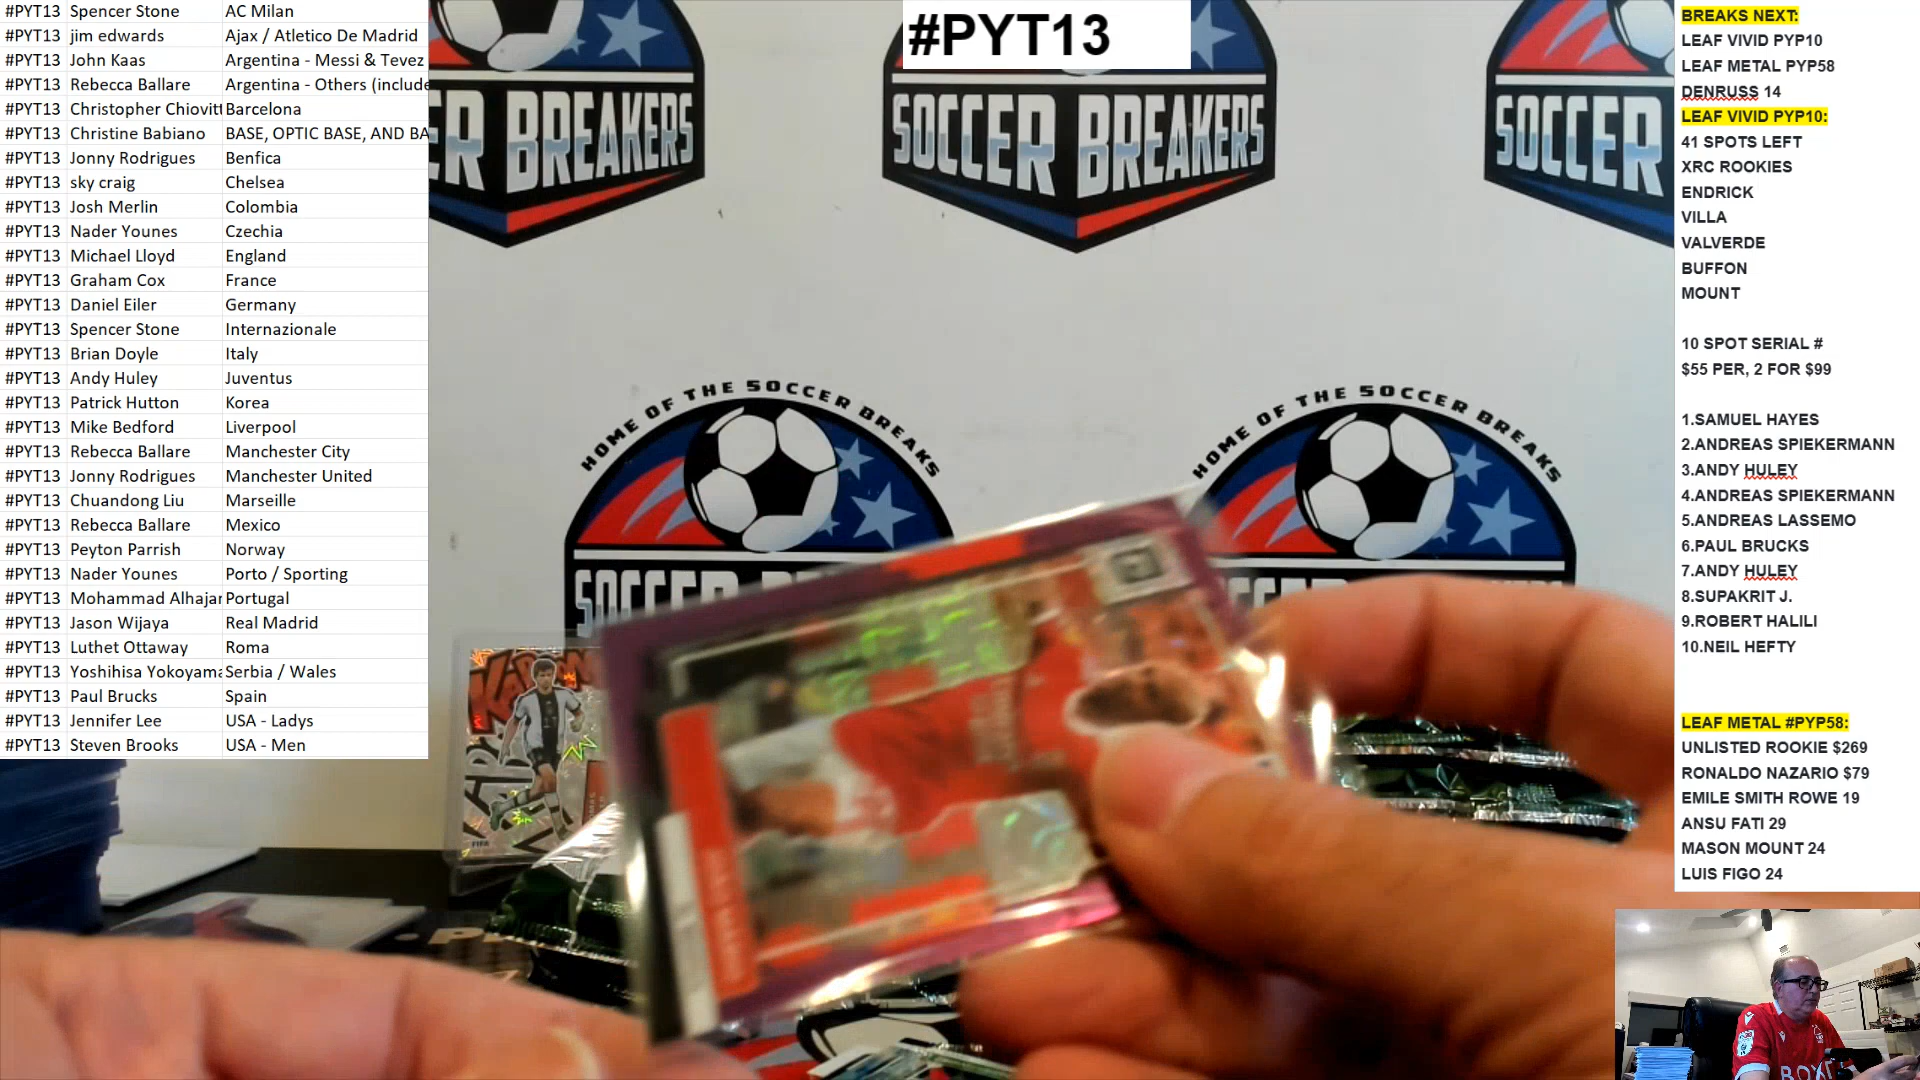 #PYT13 Spencer Stone AC Milan
#PYT13 jim edwards Ajax / Atletico De Madrid
#PYT13 John Kaas Argentina - Messi & Tevez
#PYT13 Rebecca Ballare Argentina - Others (include
#PYT13 Christopher Chiovitt Barcelona
#PYT13 Christine Babiano BASE, OPTIC BASE, AND BA
#PYT13 Jonny Rodrigues Benfica
#PYT13 sky craig Chelsea
#PYT13 Josh Merlin Colombia
#PYT13 Nader Younes Czechia
#PYT13 Michael Lloyd England
#PYT13 Graham Cox France
#PYT13 Daniel Eiler Germany
#PYT13 Spencer Stone Internazionale
#PYT13 Brian Doyle Italy
#PYT13 Andy Huley Juventus
#PYT13 Patrick Hutton Korea
#PYT13 Mike Bedford Liverpool
#PYT13 Rebecca Ballare Manchester City
#PYT13 Jonny Rodrigues Manchester United
#PYT13 Chuandong Liu Marseille
#PYT13 Rebecca Ballare Mexico
#PYT13 Peyton Parrish Norway
#PYT13 Nader Younes Porto / Sporting
#PYT13 Mohammad Alhajar Portugal
#PYT13 Jason Wijaya Real Madrid
#PYT13 Luthet Ottaway Roma
#PYT13 Yoshihisa Yokoyama Serbia / Wales
#PYT13 Paul Brucks Spain
#PYT13 Jennifer Lee USA - Ladys
#PYT13 Steven Brooks USA - Men
#PYT13
ER BREAKERS
SOCCER BREAKERS
SOCCER
HOME OF THE SOCCER BREAKS
HOME OF THE SOCCER BREAKS
SOCCER
BREAKS NEXT:
LEAF VIVID PYP10
LEAF METAL PYP58
DENRUSS 14
LEAF VIVID PYP10:
41 SPOTS LEFT
XRC ROOKIES
ENDRICK
VILLA
VALVERDE
BUFFON
MOUNT
10 SPOT SERIAL #
$55 PER, 2 FOR $99
1.SAMUEL HAYES
2.ANDREAS SPIEKERMANN
3.ANDY HULEY
4.ANDREAS SPIEKERMANN
5.ANDREAS LASSEMO
6.PAUL BRUCKS
7.ANDY HULEY
8.SUPAKRIT J.
9.ROBERT HALILI
10.NEIL HEFTY
LEAF METAL #PYP58:
UNLISTED ROOKIE $269
RONALDO NAZARIO $79
EMILE SMITH ROWE 19
ANSU FATI 29
MASON MOUNT 24
LUIS FIGO 24